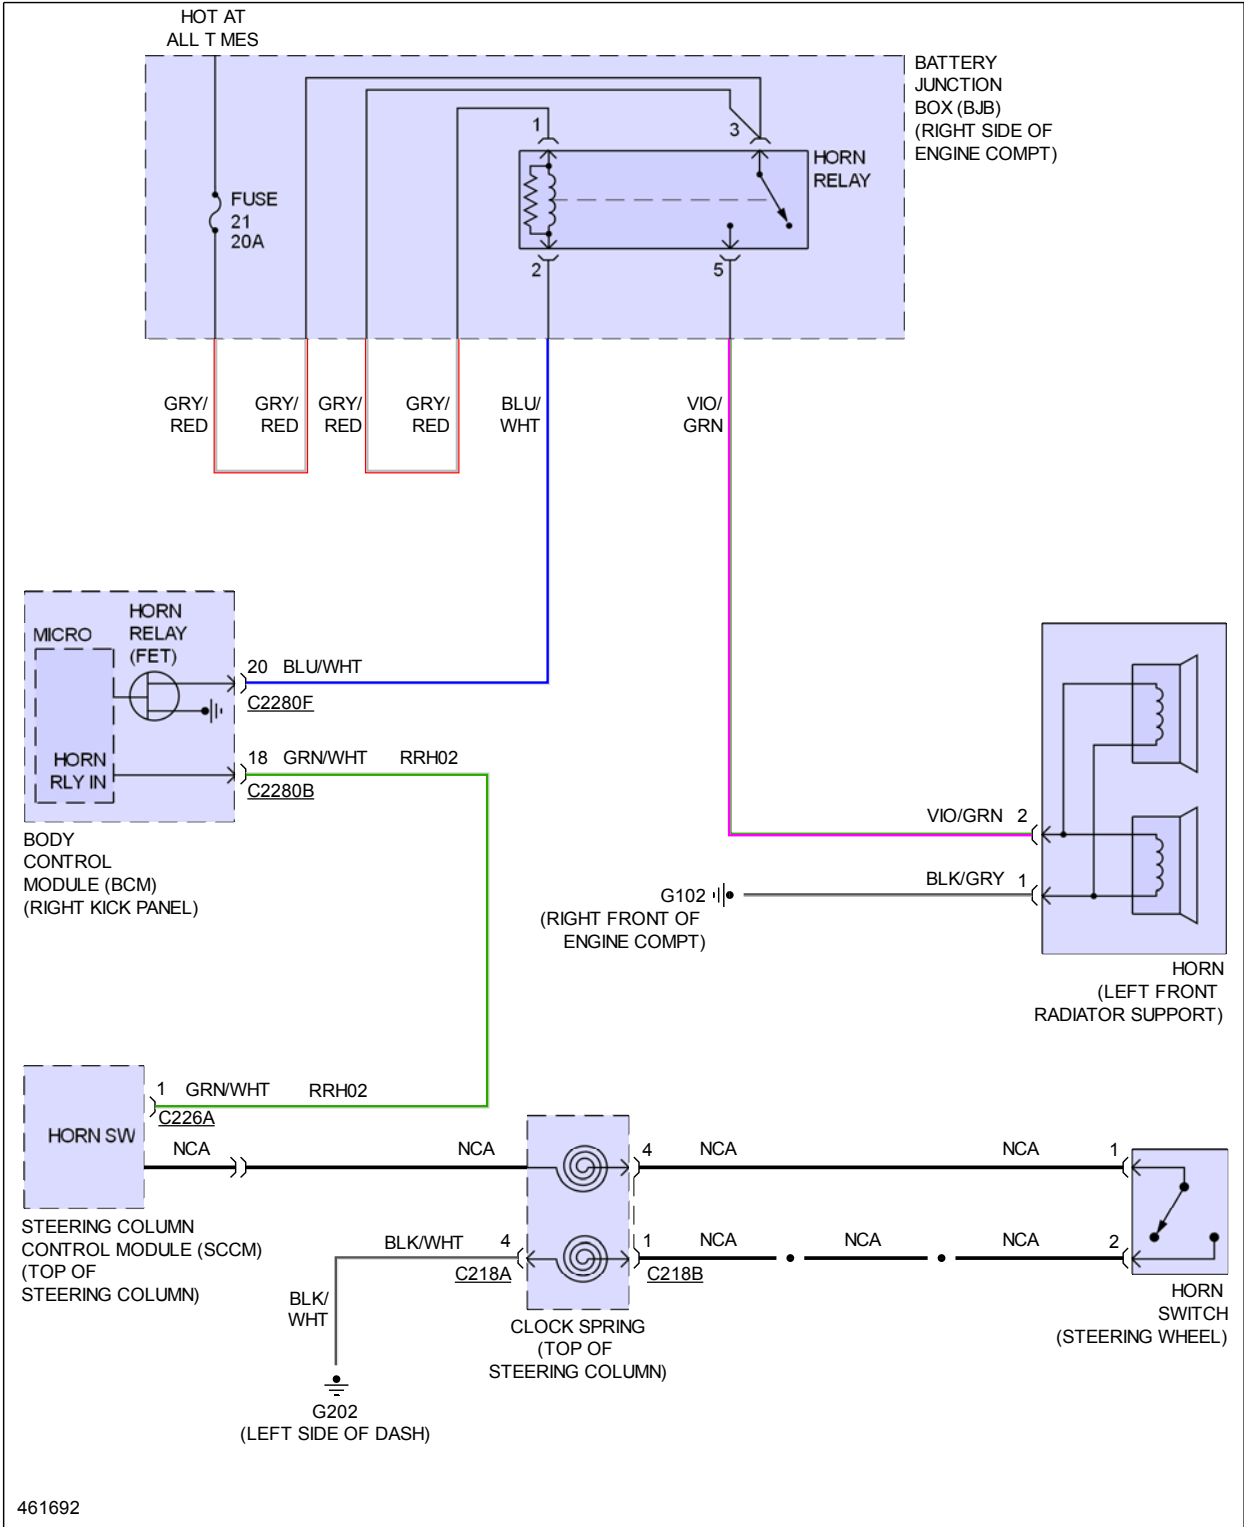 HOT AT
ALL T MES
BATTERY
JUNCTION
BOX (BJB)
(RIGHT SIDE OF
ENGINE COMPT)
1
3
HORN
RELAY
FUSE
21
20A
2
5
GRY/
RED
GRY/
RED
GRY/
RED
GRY/
RED
BLU/
WHT
VIO/
GRN
HORN
RELAY
(FET)
MICRO
20 BLU/WHT
C2280F
HORN
RLY IN
18 GRN/WHT RRH02
C2280B
BODY
CONTROL
MODULE (BCM)
(RIGHT KICK PANEL)
VIO/GRN 2
BLK/GRY 1
G102
(RIGHT FRONT OF
ENGINE COMPT)
HORN
(LEFT FRONT
RADIATOR SUPPORT)
1 GRN/WHT RRH02
C226A
HORN SW
NCA NCA 4 NCA NCA 1
STEERING COLUMN
CONTROL MODULE (SCCM)
(TOP OF
STEERING COLUMN)
BLK/WHT 4 1 NCA NCA NCA 2
C218A C218B
BLK/
WHT
HORN
SWITCH
(STEERING WHEEL)
CLOCK SPRING
(TOP OF
STEERING COLUMN)
G202
(LEFT SIDE OF DASH)
461692